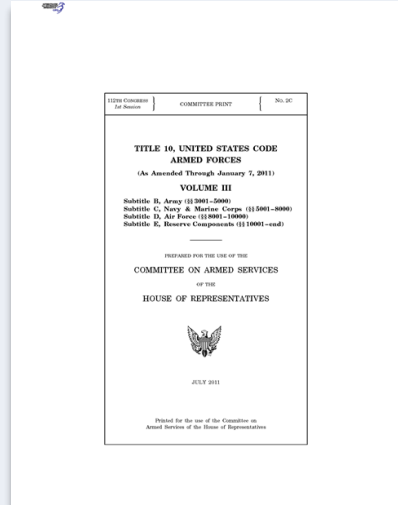 112TH CONGRESS
1st Session
COMMITTEE PRINT
No. 2C
TITLE 10, UNITED STATES CODE
ARMED FORCES
(As Amended Through January 7, 2011)
VOLUME III
Subtitle B, Army (§§ 3001–5000)
Subtitle C, Navy & Marine Corps (§§ 5001–8000)
Subtitle D, Air Force (§§ 8001–10000)
Subtitle E, Reserve Components (§§ 10001–end)
PREPARED FOR THE USE OF THE
COMMITTEE ON ARMED SERVICES
OF THE
HOUSE OF REPRESENTATIVES
JULY 2011
Printed for the use of the Committee on
Armed Services of the House of Representatives